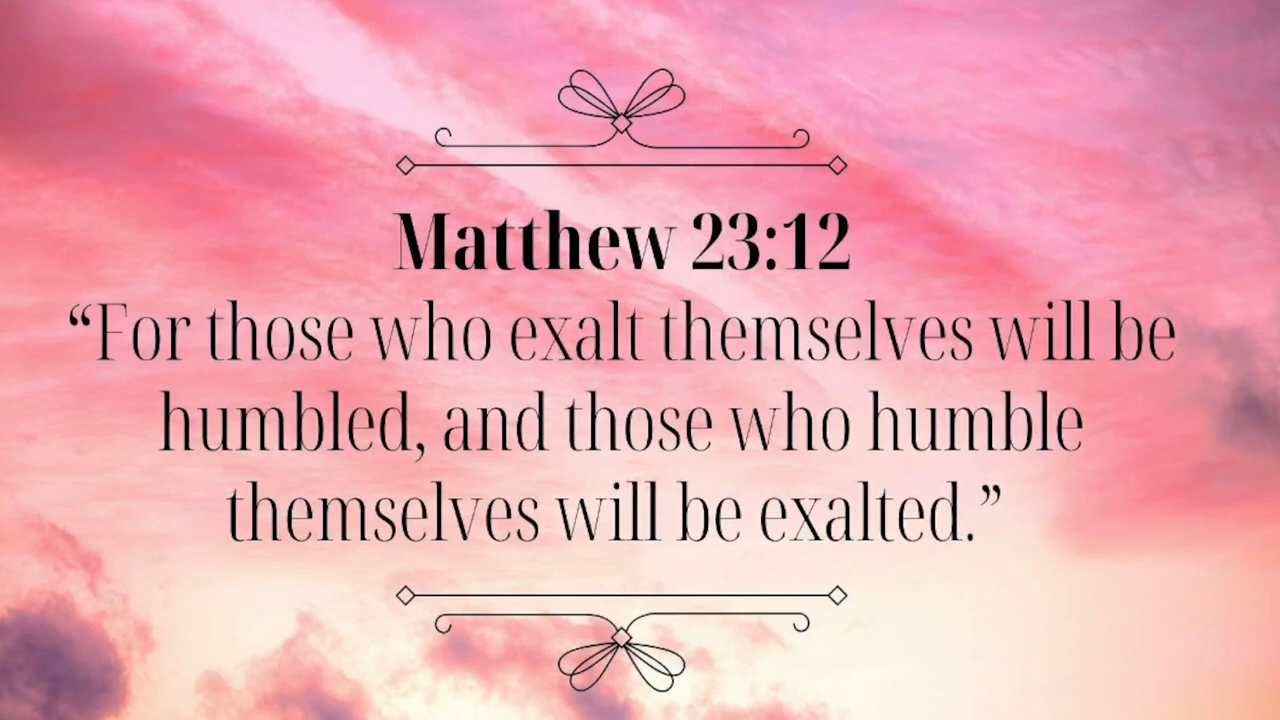 Matthew 23:12
“For those who exalt themselves will be
humbled, and those who humble
themselves will be exalted.”